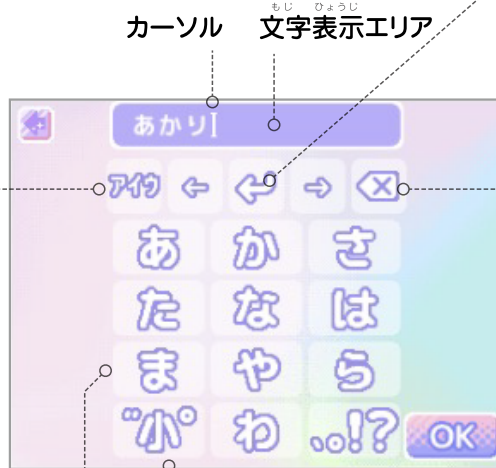 もじ ひょうじ
カーソル 文字表示エリア
あかり
アイウ ← ↵ → ⌫
あ か さ
た な は
ま や ら
゛小゜ わ 、。!?
OK